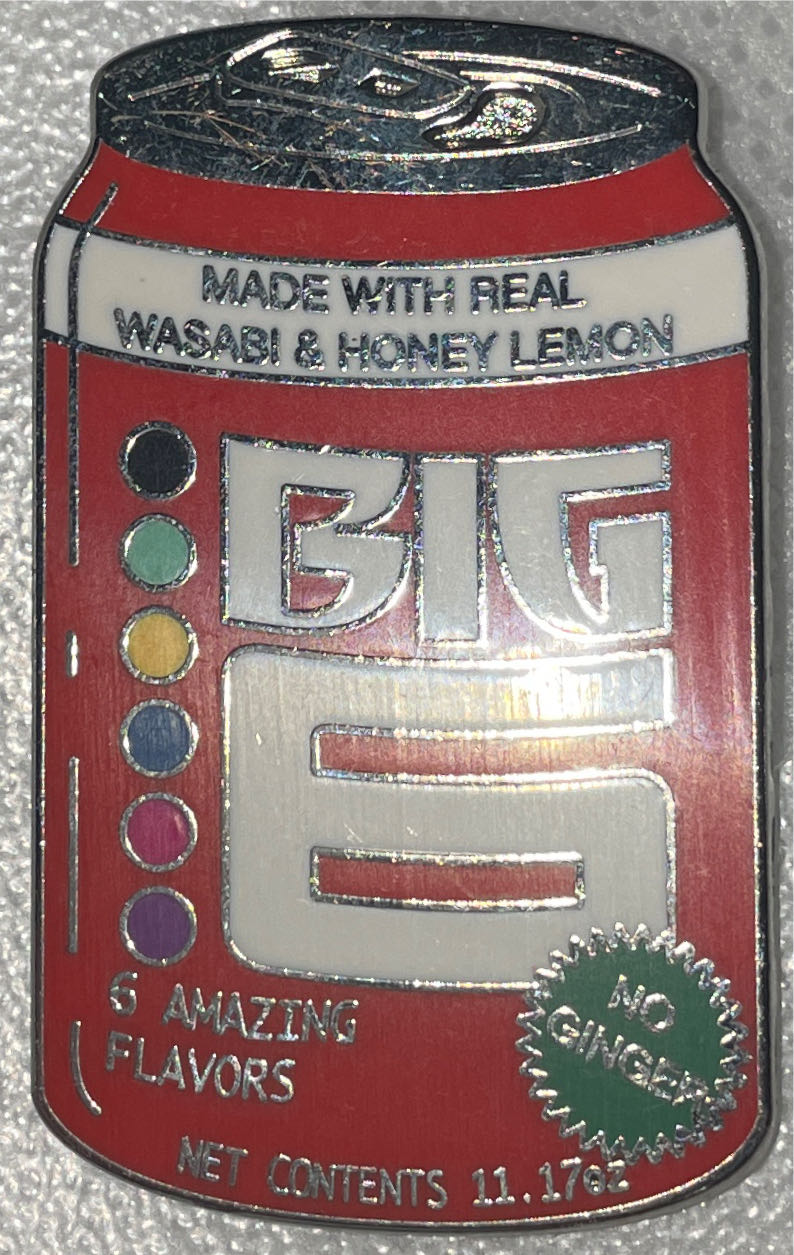 MADE WITH REAL
WASABI & HONEY LEMON
BIG
6
6 AMAZING
FLAVORS
NO
GINGER
NET CONTENTS 11.17oz